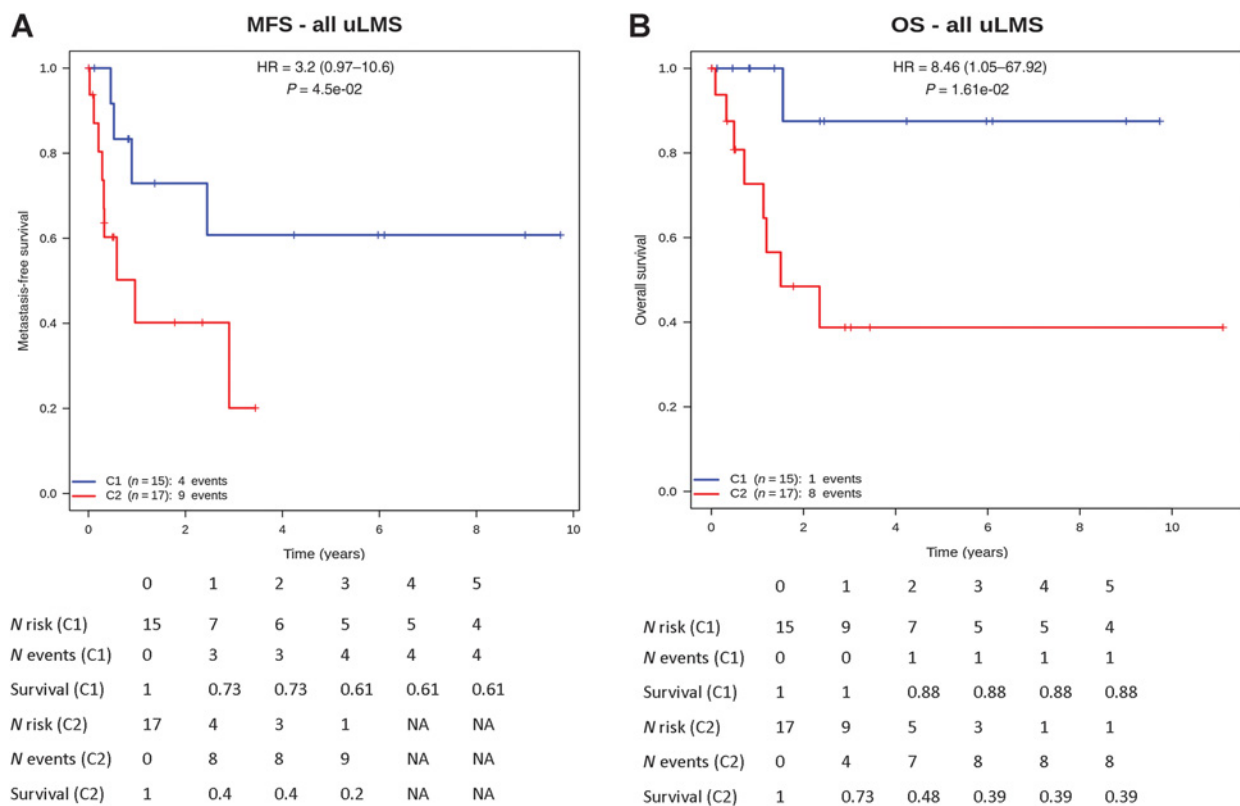 A
MFS - all uLMS
HR = 3.2 (0.97–10.6)
P = 4.5e-02
1.0
0.8
0.6
0.4
0.2
0.0
Metastasis-free survival
C1 (n = 15): 4 events
C2 (n = 17): 9 events
0 2 4 6 8 10
Time (years)
0 1 2 3 4 5
N risk (C1) 15 7 6 5 5 4
N events (C1) 0 3 3 4 4 4
Survival (C1) 1 0.73 0.73 0.61 0.61 0.61
N risk (C2) 17 4 3 1 NA NA
N events (C2) 0 8 8 9 NA NA
Survival (C2) 1 0.4 0.4 0.2 NA NA
B
OS - all uLMS
HR = 8.46 (1.05–67.92)
P = 1.61e-02
1.0
0.8
0.6
0.4
0.2
0.0
Overall survival
C1 (n = 15): 1 events
C2 (n = 17): 8 events
0 2 4 6 8 10
Time (years)
0 1 2 3 4 5
N risk (C1) 15 9 7 5 5 4
N events (C1) 0 0 1 1 1 1
Survival (C1) 1 1 0.88 0.88 0.88 0.88
N risk (C2) 17 9 5 3 1 1
N events (C2) 0 4 7 8 8 8
Survival (C2) 1 0.73 0.48 0.39 0.39 0.39